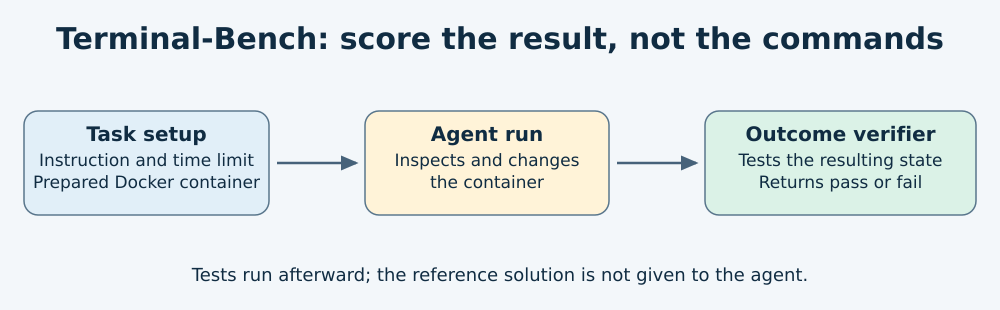 Terminal-Bench: score the result, not the commands
Task setup
Instruction and time limit
Prepared Docker container
Agent run
Inspects and changes
the container
Outcome verifier
Tests the resulting state
Returns pass or fail
Tests run afterward; the reference solution is not given to the agent.